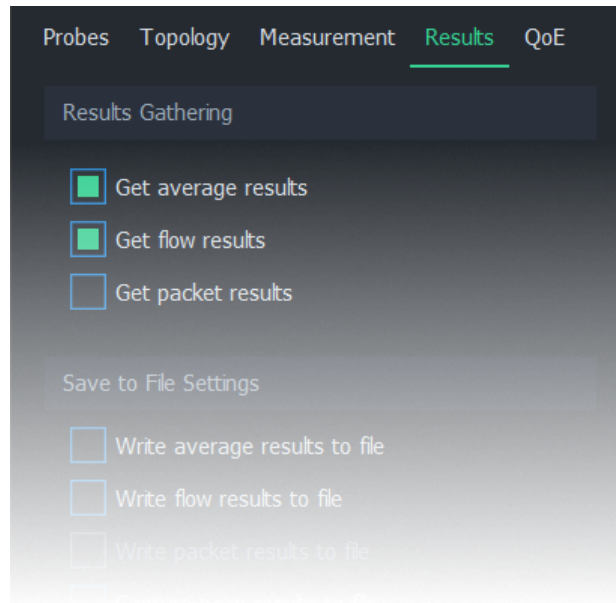 Probes Topology Measurement Results QoE
Results Gathering
Get average results
Get flow results
Get packet results
Save to File Settings
Write average results to file
Write flow results to file
Write packet results to file